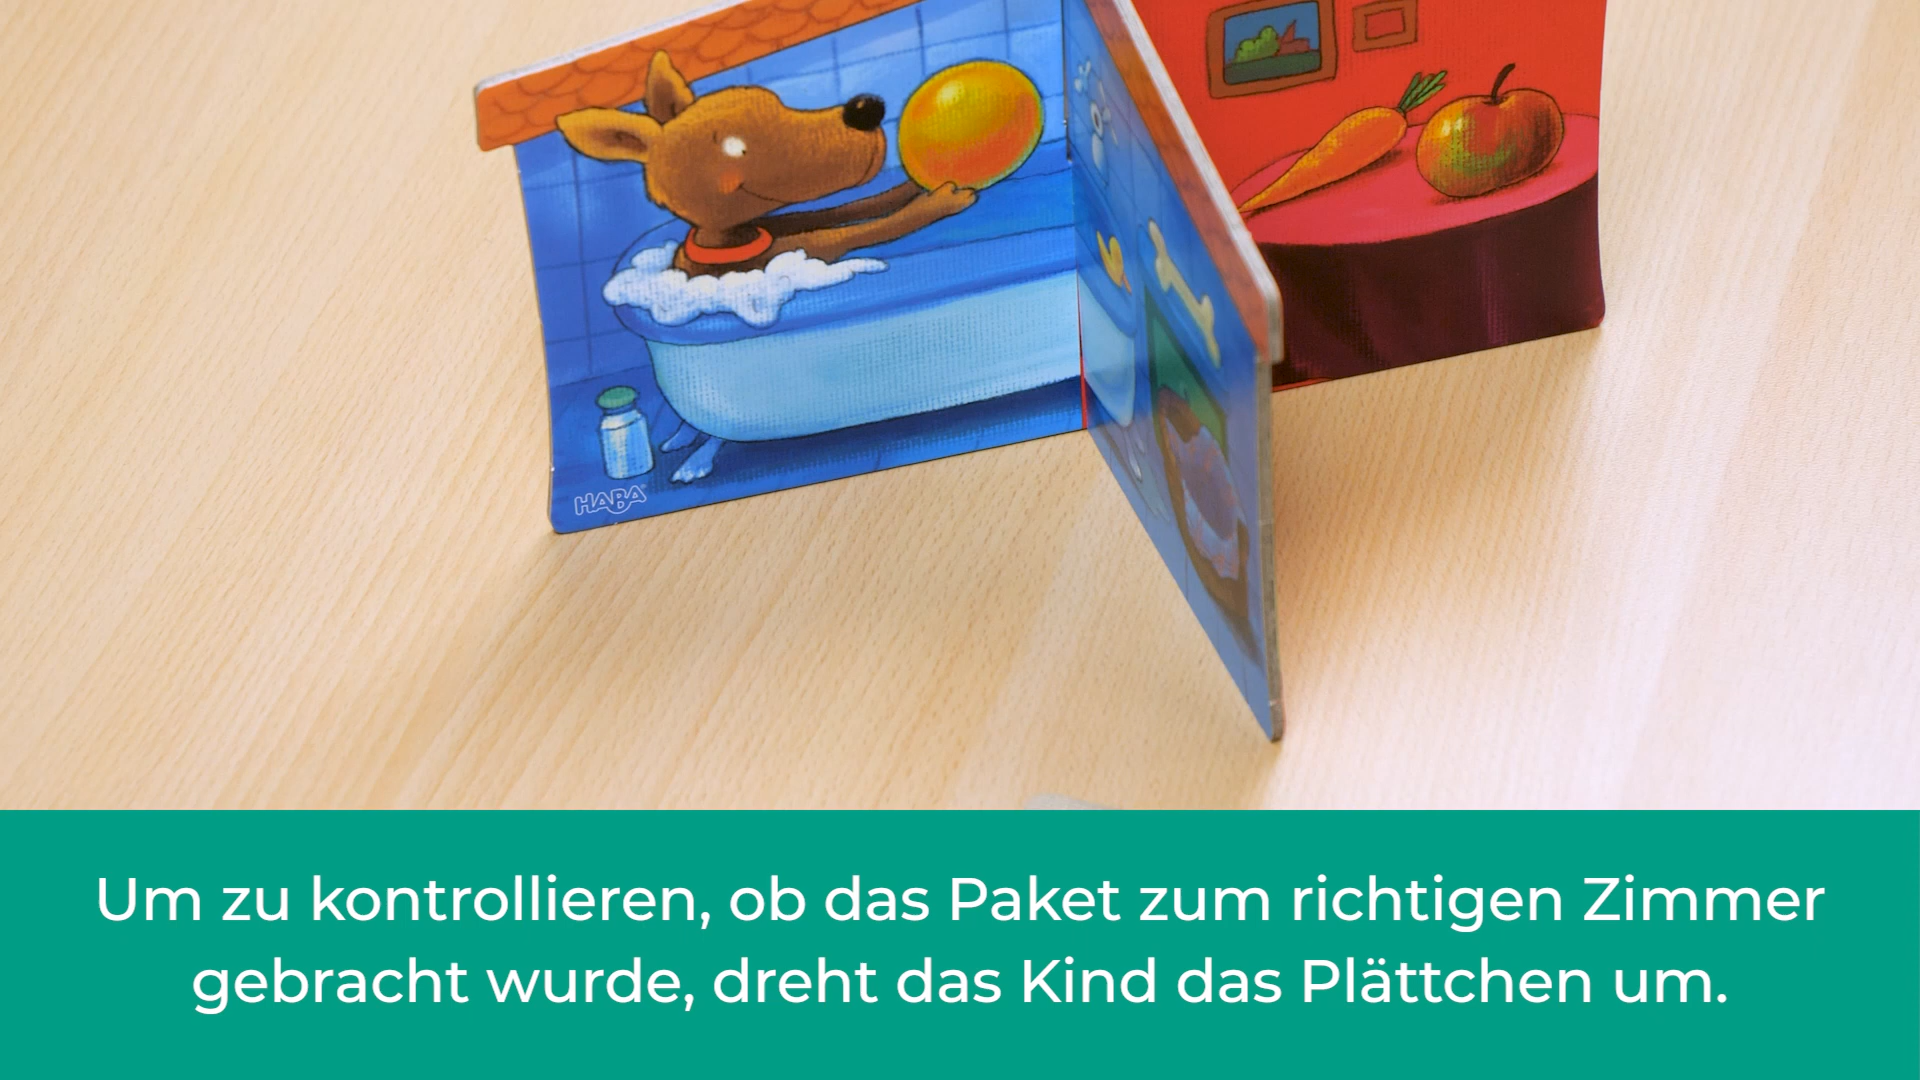 HABA
Um zu kontrollieren, ob das Paket zum richtigen Zimmer
gebracht wurde, dreht das Kind das Plättchen um.